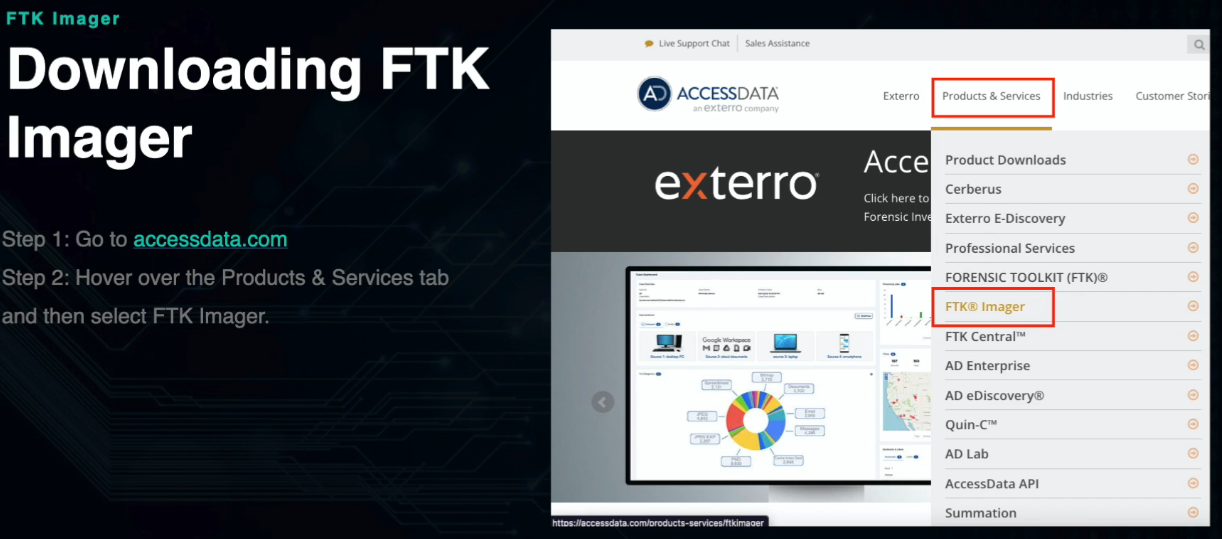 FTK Imager
Downloading FTK
Imager
Step 1: Go to accessdata.com
Step 2: Hover over the Products & Services tab
and then select FTK Imager.
Live Support Chat
Sales Assistance
ACCESSDATA
an exterro company
Exterro
Products & Services
Industries
Customer Stori
exterro
Acce
Click here to
Forensic Inve
Product Downloads
Cerberus
Exterro E-Discovery
Professional Services
FORENSIC TOOLKIT (FTK)®
FTK® Imager
FTK Central™
AD Enterprise
AD eDiscovery®
Quin-C™
AD Lab
AccessData API
Summation
Google Workspace
https://accessdata.com/products-services/ftkimager